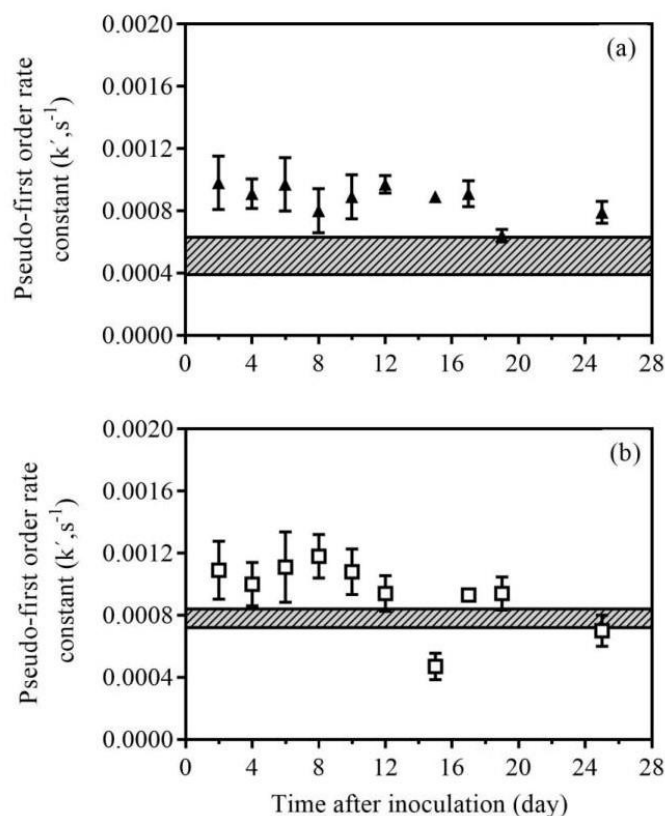 0.0020
(a)
0.0016
0.0012
0.0008
0.0004
0.0000
0 4 8 12 16 20 24 28
Pseudo-first order rate
constant (k´,s⁻¹)
0.0020
(b)
0.0016
0.0012
0.0008
0.0004
0.0000
0 4 8 12 16 20 24 28
Pseudo-first order rate
constant (k´,s⁻¹)
Time after inoculation (day)